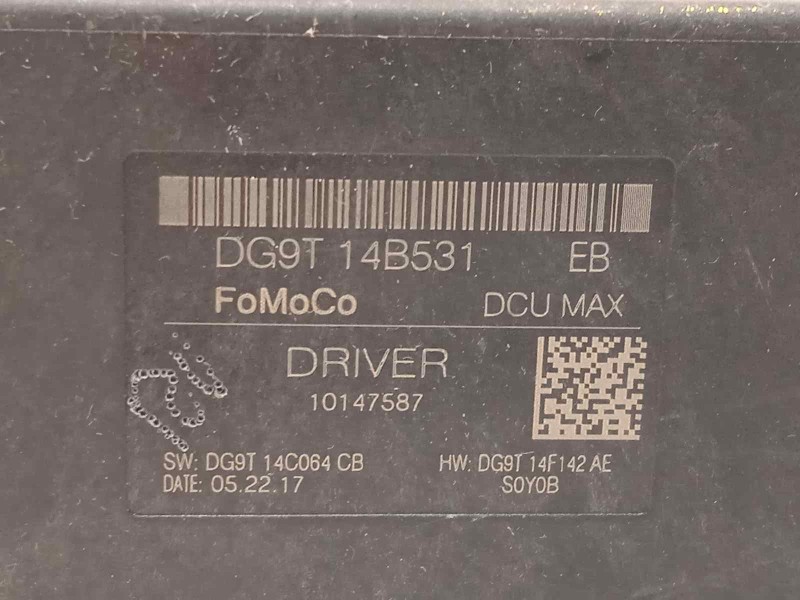 DG9T 14B531 EB
FoMoCo DCU MAX
DRIVER
10147587
SW: DG9T 14C064 CB HW: DG9T 14F142 AE
DATE: 05.22.17 S0Y0B